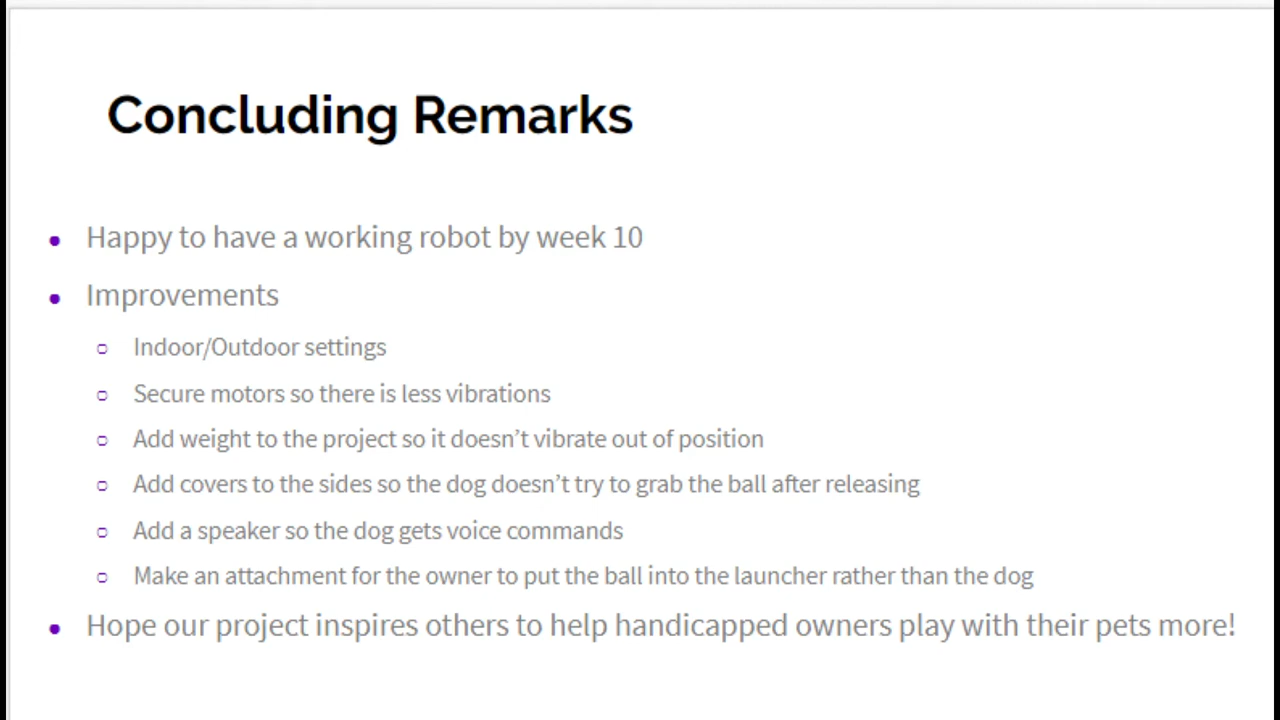 Concluding Remarks
Happy to have a working robot by week 10
Improvements
Indoor/Outdoor settings
Secure motors so there is less vibrations
Add weight to the project so it doesn’t vibrate out of position
Add covers to the sides so the dog doesn’t try to grab the ball after releasing
Add a speaker so the dog gets voice commands
Make an attachment for the owner to put the ball into the launcher rather than the dog
Hope our project inspires others to help handicapped owners play with their pets more!